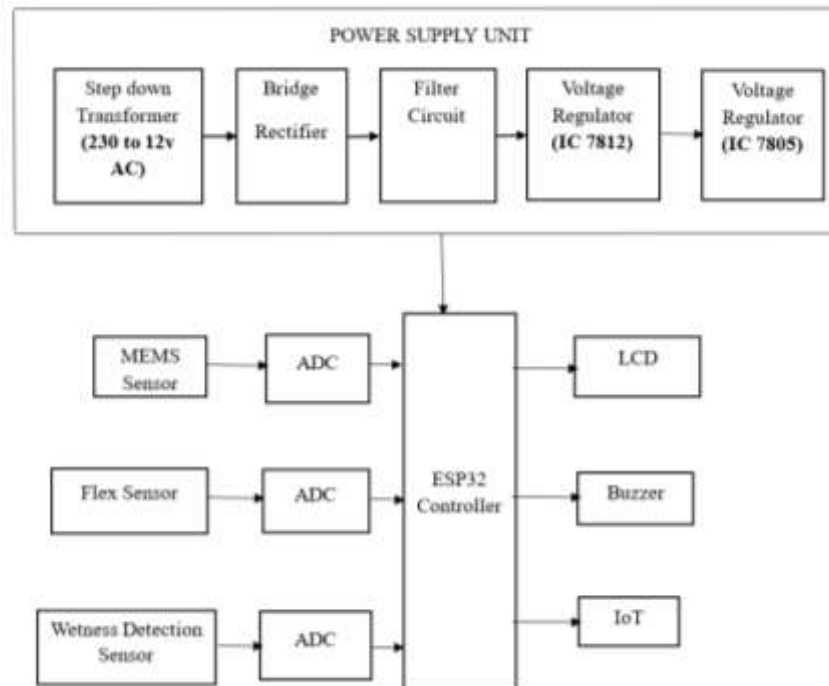 POWER SUPPLY UNIT
Step down
Transformer
(230 to 12v
AC)
Bridge
Rectifier
Filter
Circuit
Voltage
Regulator
(IC 7812)
Voltage
Regulator
(IC 7805)
MEMS
Sensor
ADC
LCD
Flex Sensor
ADC
ESP32
Controller
Buzzer
Wetness Detection
Sensor
ADC
IoT